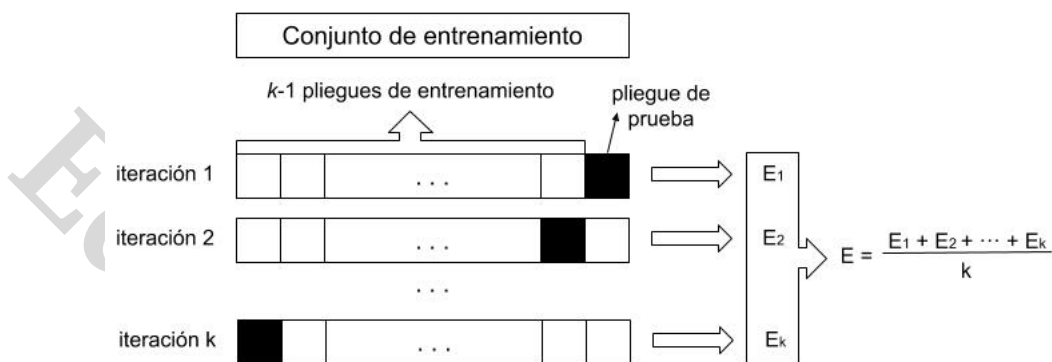 Conjunto de entrenamiento
k-1 pliegues de entrenamiento
pliegue de
prueba
iteración 1
. . .
E1
iteración 2
. . .
E2
. . .
iteración k
. . .
Ek
E = E1 + E2 + ··· + Ek
k